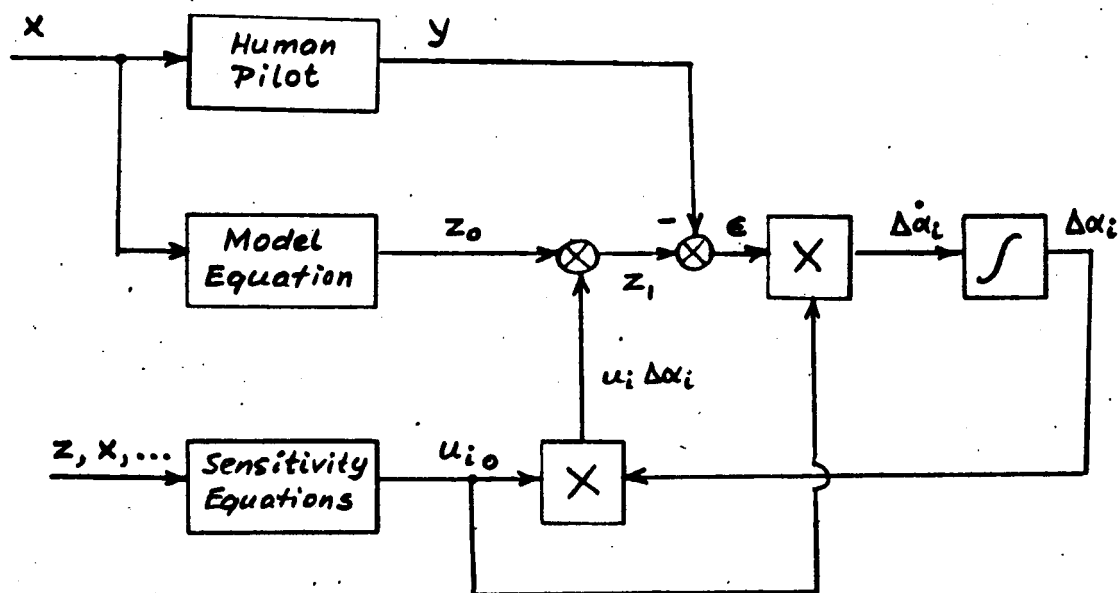 x
Human
Pilot
y
Model
Equation
z₀
-
ϵ
×
Δα̇ᵢ
∫
Δαᵢ
z₁
uᵢ Δαᵢ
z, x, ...
Sensitivity
Equations
uᵢ₀
×